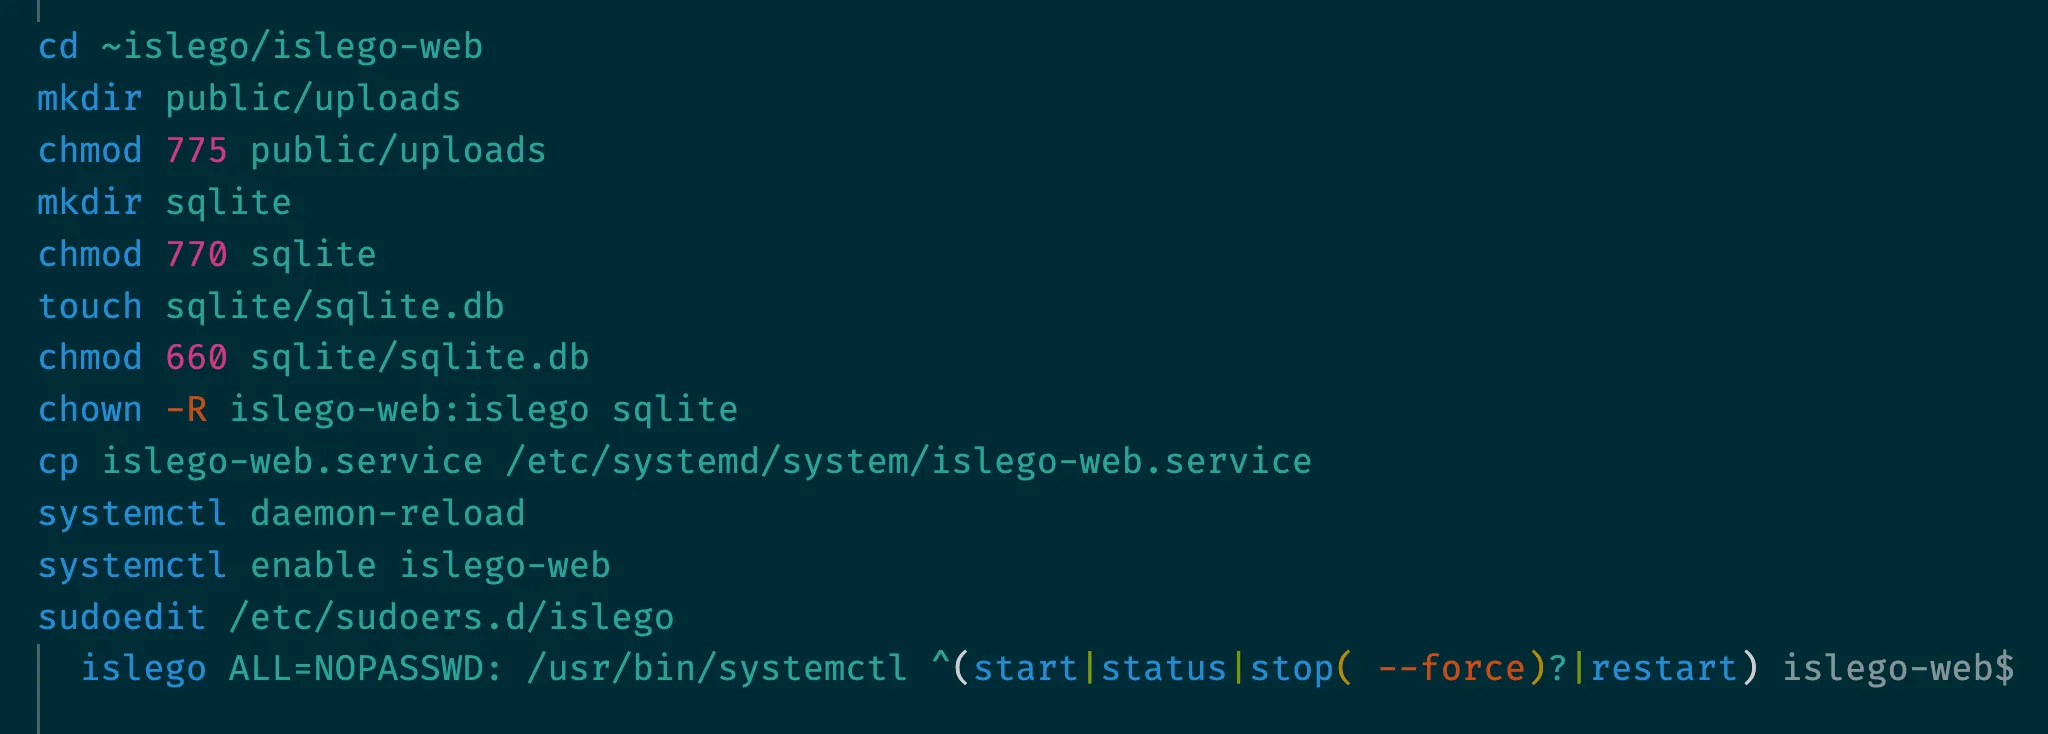 cd ~islego/islego-web
mkdir public/uploads
chmod 775 public/uploads
mkdir sqlite
chmod 770 sqlite
touch sqlite/sqlite.db
chmod 660 sqlite/sqlite.db
chown -R islego-web:islego sqlite
cp islego-web.service /etc/systemd/system/islego-web.service
systemctl daemon-reload
systemctl enable islego-web
sudoedit /etc/sudoers.d/islego
islego ALL=NOPASSWD: /usr/bin/systemctl ^(start|status|stop( --force)?|restart) islego-web$